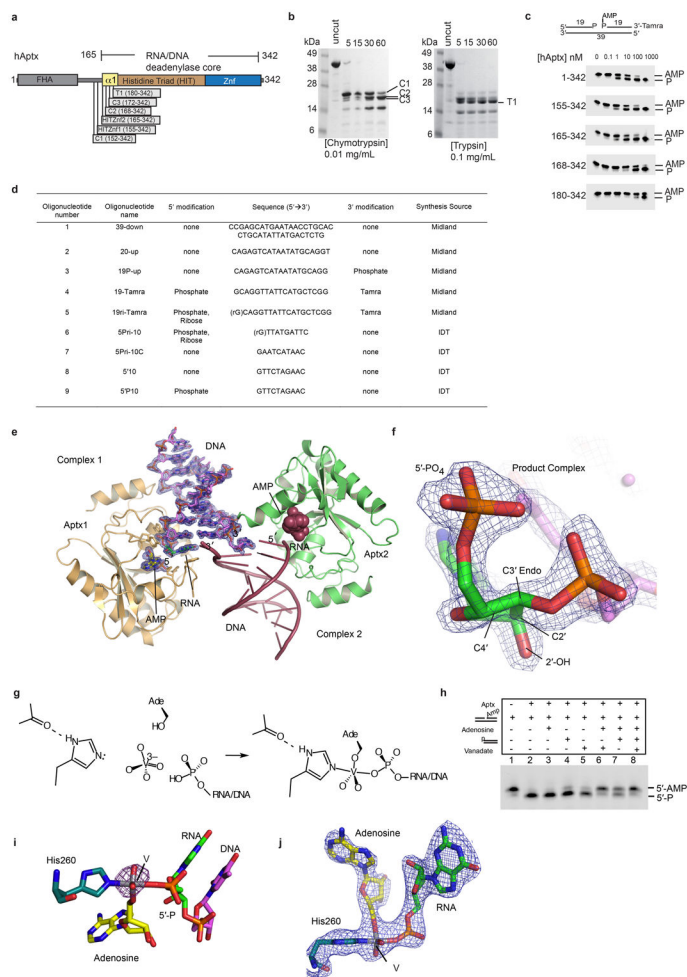 a
hAptx
165
RNA/DNA
deadenylase core
342
1
FHA
α1
Histidine Triad (HIT)
Znf
342
T1 (180-342)
C3 (172-342)
C2 (168-342)
HITZnf2 (165-342)
HITZnf1 (155-342)
C1 (152-342)
b
kDa
uncut
5 15 30 60
38
28
14
6
C1
C2
C3
[Chymotrypsin]
0.01 mg/mL
kDa
uncut
5 15 30 60
49
38
28
14
6
T1
[Trypsin]
0.1 mg/mL
c
AMP
19 P P 19 3′-Tamra
5′
3′
39
[hAptx] nM
0 0.1 1 10 100 1000
1-342 AMP
P
155-342 AMP
P
165-342 AMP
P
168-342 AMP
P
180-342 AMP
P
d
Oligonucleotide number Oligonucleotide name 5′ modification Sequence (5′→3′) 3′ modification Synthesis Source
1 39-down none CCGAGCATGAATAACCTGCAC CTGCATATTATGACTCTG none Midland
2 20-up none CAGAGTCATAATATGCAGGT none Midland
3 19P-up none CAGAGTCATAATATGCAGG Phosphate Midland
4 19-Tamra Phosphate GCAGGTTATTCATGCTCGG Tamra Midland
5 19ri-Tamra Phosphate, Ribose (rG)CAGGTTATTCATGCTCGG Tamra Midland
6 5Pri-10 Phosphate, Ribose (rG)TTATGATTC none IDT
7 5Pri-10C none GAATCATAAC none IDT
8 5′10 none GTTCTAGAAC none IDT
9 5′P10 Phosphate GTTCTAGAAC none IDT
e
DNA
Complex 1
Aptx1
AMP
5′
3′
RNA
AMP
5′
RNA
Aptx2
DNA
Complex 2
f
5′-PO4
Product Complex
C3′ Endo
C4′
C2′
2′-OH
g
Ade
HO
O
HN
N:
V
3−
O
P
HO
RNA/DNA
Ade
O
HN
N
V
O
P
RNA/DNA
h
Aptx - + + + + + + +
Amp + + + + + + + +
Adenosine
Vanadate
1 2 3 4 5 6 7 8
5′-AMP
5′-P
i
His260
V
RNA
DNA
5′-P
Adenosine
j
Adenosine
RNA
His260
V